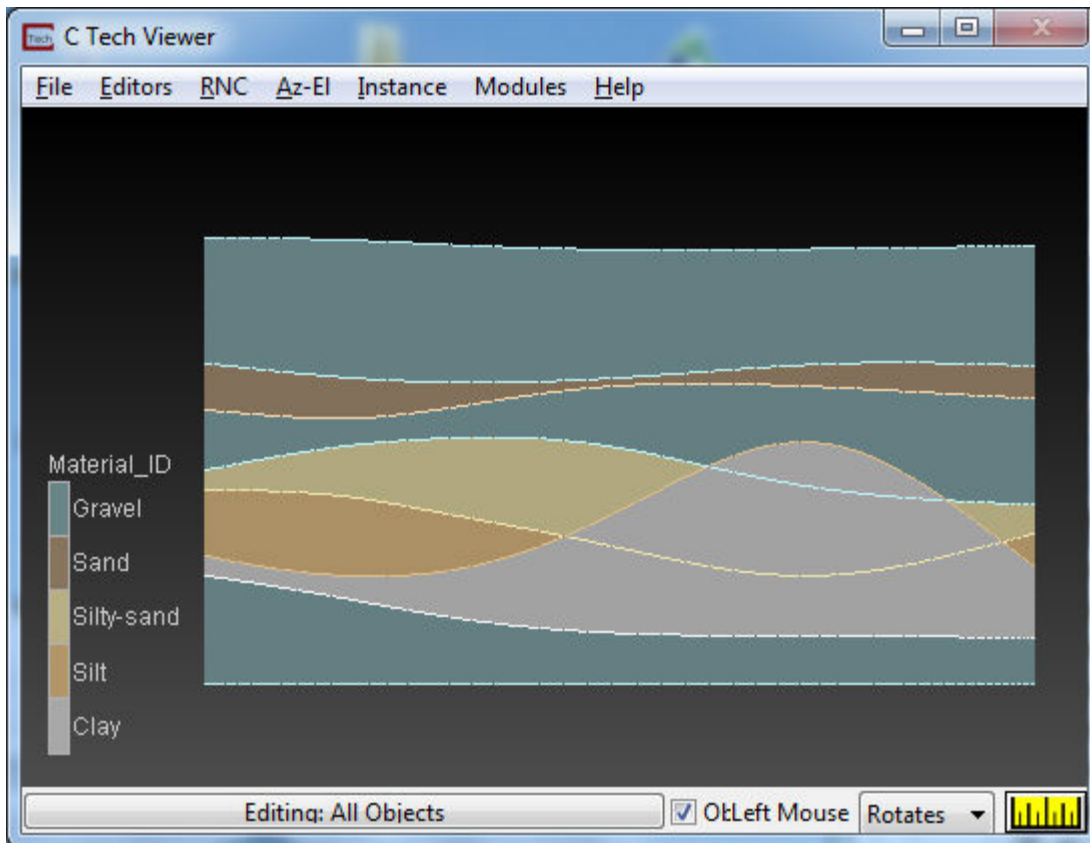 Tech C Tech Viewer
File Editors RNC Az-El Instance Modules Help
Material_ID
Gravel
Sand
Silty-sand
Silt
Clay
Editing: All Objects
Left Mouse Rotates